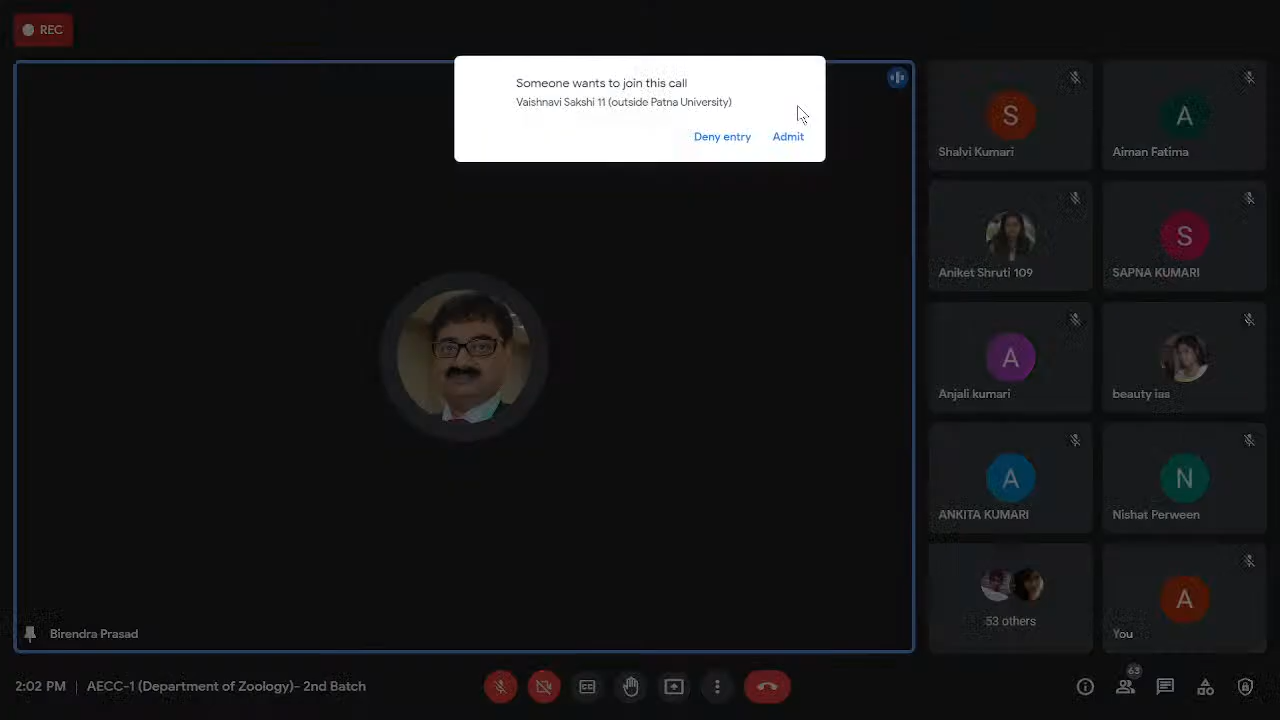 REC
Someone wants to join this call
Vaishnavi Sakshi 11 (outside Patna University)
Deny entry Admit
S
Shalvi Kumari
A
Aiman Fatima
Aniket Shruti 109
S
SAPNA KUMARI
A
Anjali kumari
beauty ias
A
ANKITA KUMARI
N
Nishat Perween
53 others
A
You
Birendra Prasad
2:02 PM | AECC-1 (Department of Zoology)- 2nd Batch
63